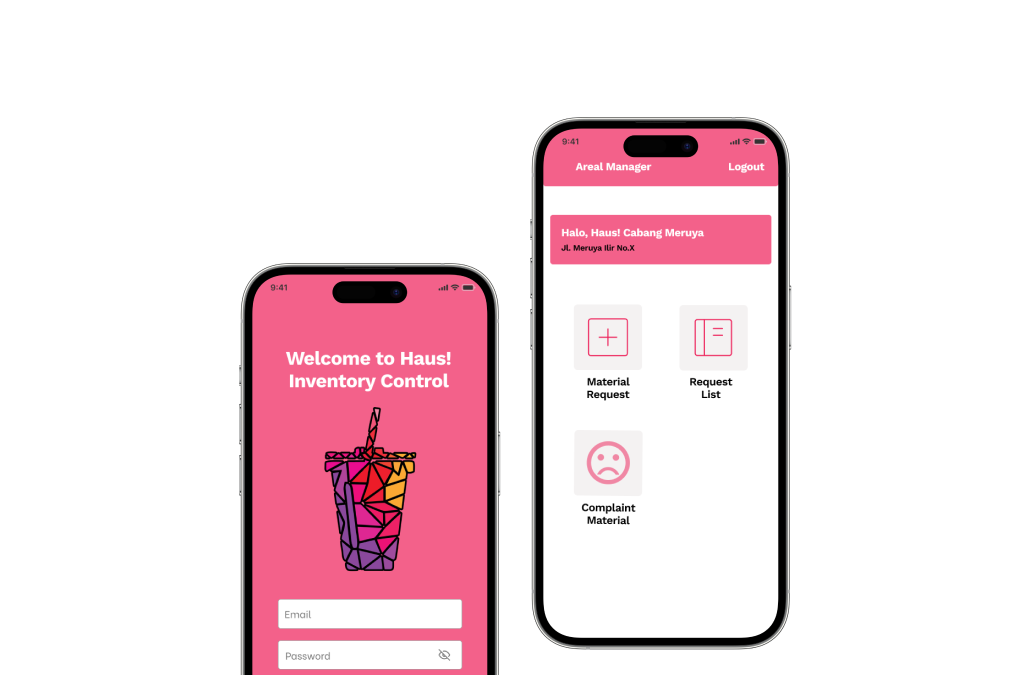 9:41
Welcome to Haus!
Inventory Control
Email
Password
9:41
Areal Manager
Logout
Halo, Haus! Cabang Meruya
Jl. Meruya Ilir No.X
Material
Request
Request
List
Complaint
Material